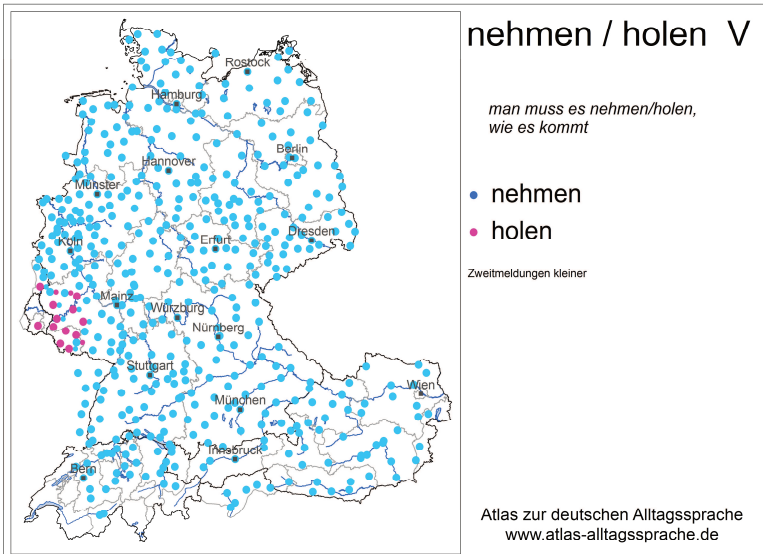 nehmen / holen V
man muss es nehmen/holen,
wie es kommt
nehmen
holen
Zweitmeldungen kleiner
Rostock
Hamburg
Berlin
Hannover
Münster
Dresden
Köln
Erfurt
Mainz
Würzburg
Nürnberg
Stuttgart
Wien
München
Innsbruck
Bern
Atlas zur deutschen Alltagssprache
www.atlas-alltagssprache.de